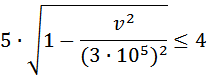 5 · √(1 − v²/(3 · 10⁵)²) ≤ 4